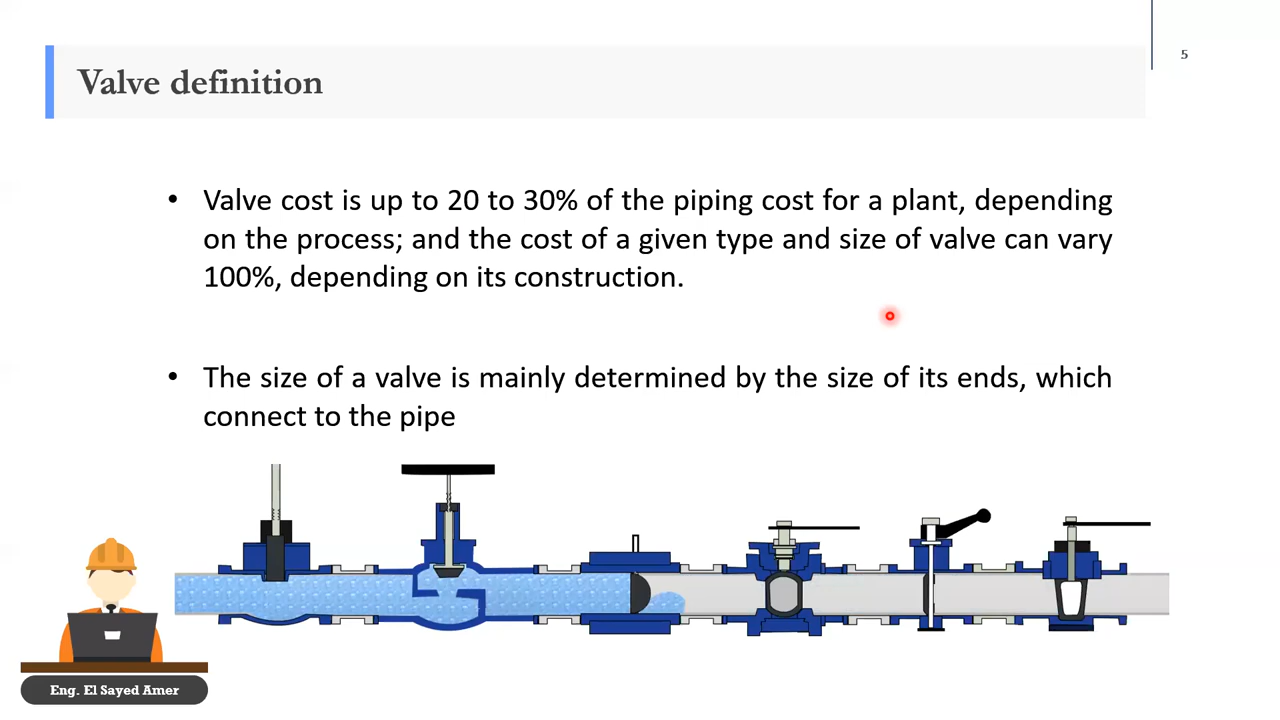 5
Valve definition
• Valve cost is up to 20 to 30% of the piping cost for a plant, depending
on the process; and the cost of a given type and size of valve can vary
100%, depending on its construction.
• The size of a valve is mainly determined by the size of its ends, which
connect to the pipe
Eng. El Sayed Amer